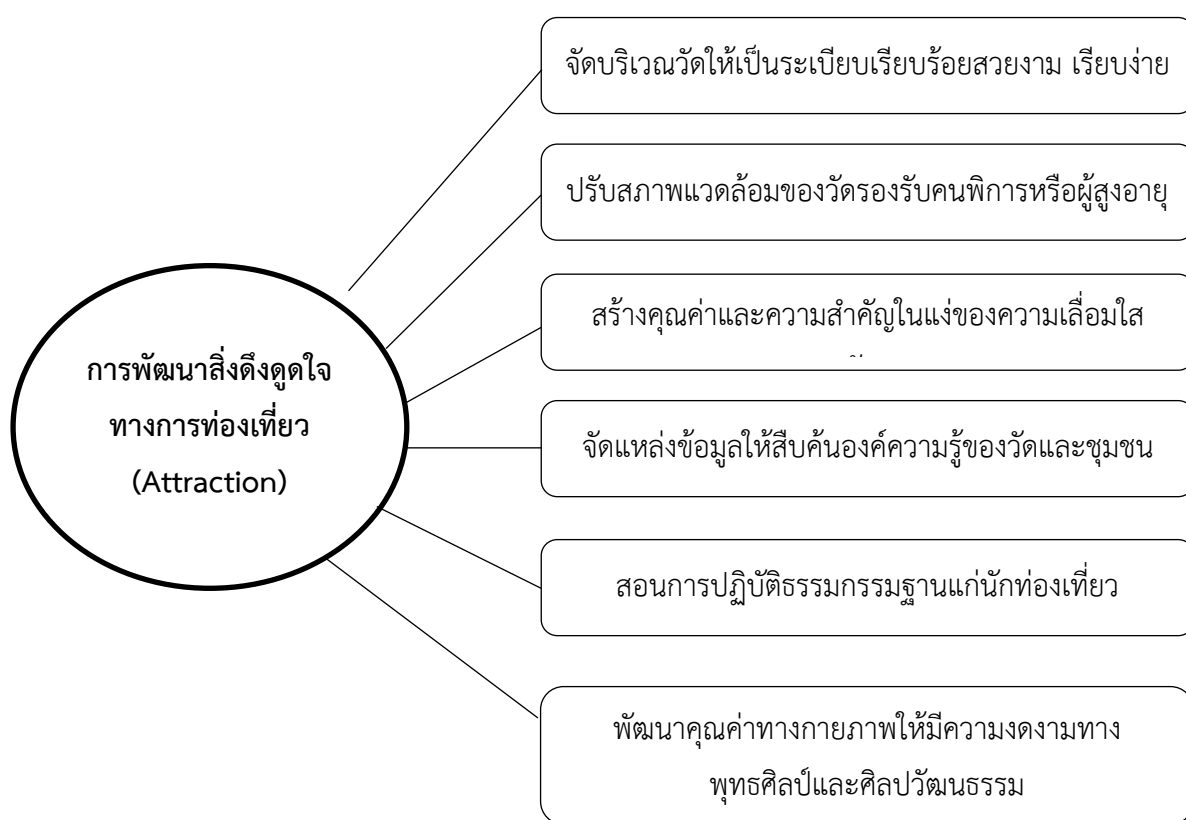 จัดบริเวณวัดให้เป็นระเบียบเรียบร้อยสวยงาม เรียบง่าย
ปรับสภาพแวดล้อมของวัดรองรับคนพิการหรือผู้สูงอายุ
สร้างคุณค่าและความสำคัญในแง่ของความเลื่อมใส
การพัฒนาสิ่งดึงดูดใจ
ทางการท่องเที่ยว
(Attraction)
จัดแหล่งข้อมูลให้สืบค้นองค์ความรู้ของวัดและชุมชน
สอนการปฏิบัติธรรมกรรมฐานแก่นักท่องเที่ยว
พัฒนาคุณค่าทางกายภาพให้มีความงดงามทาง
พุทธศิลป์และศิลปวัฒนธรรม